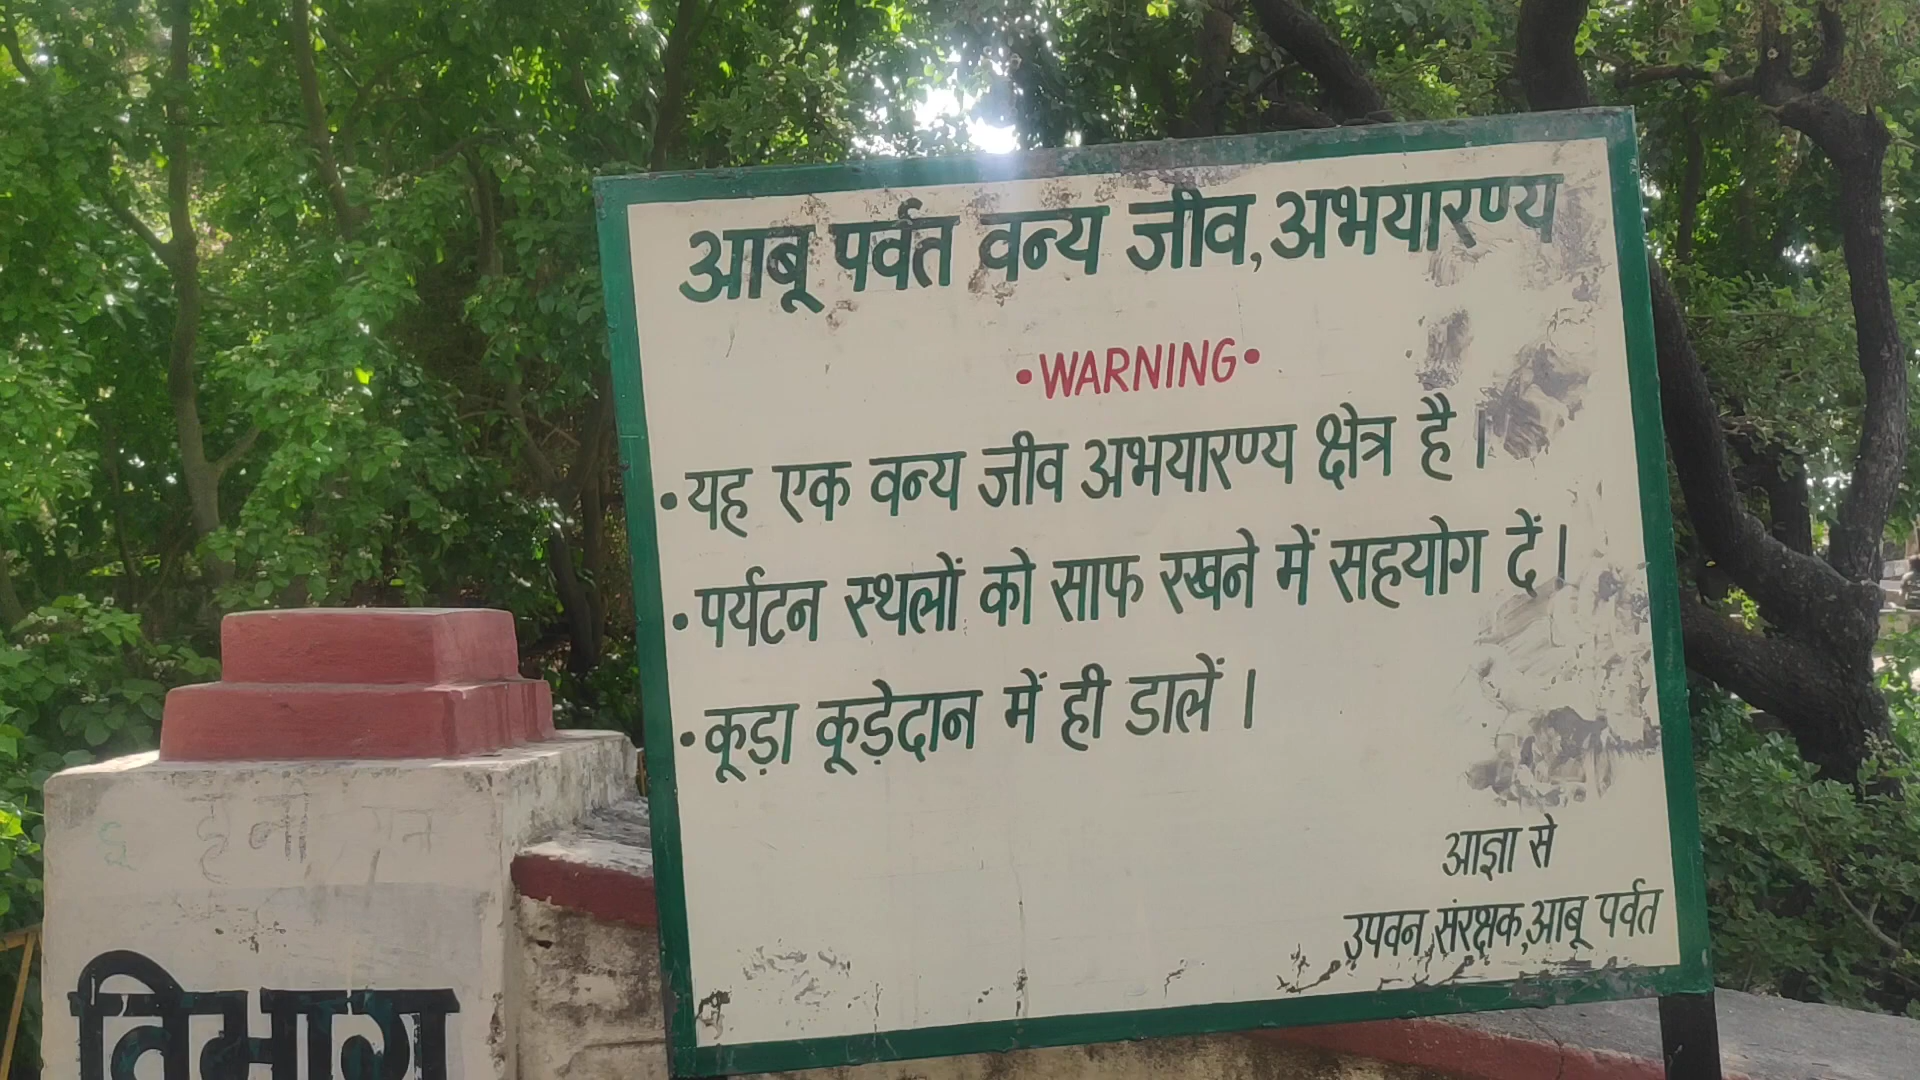 आबू पर्वत वन्य जीव, अभयारण्य
•WARNING•
•यह एक वन्य जीव अभयारण्य क्षेत्र है।
•पर्यटन स्थलों को साफ रखने में सहयोग दें।
•कूड़ा कूड़ेदान में ही डालें।
आज्ञा से
उपवन संरक्षक, आबू पर्वत
विभाग